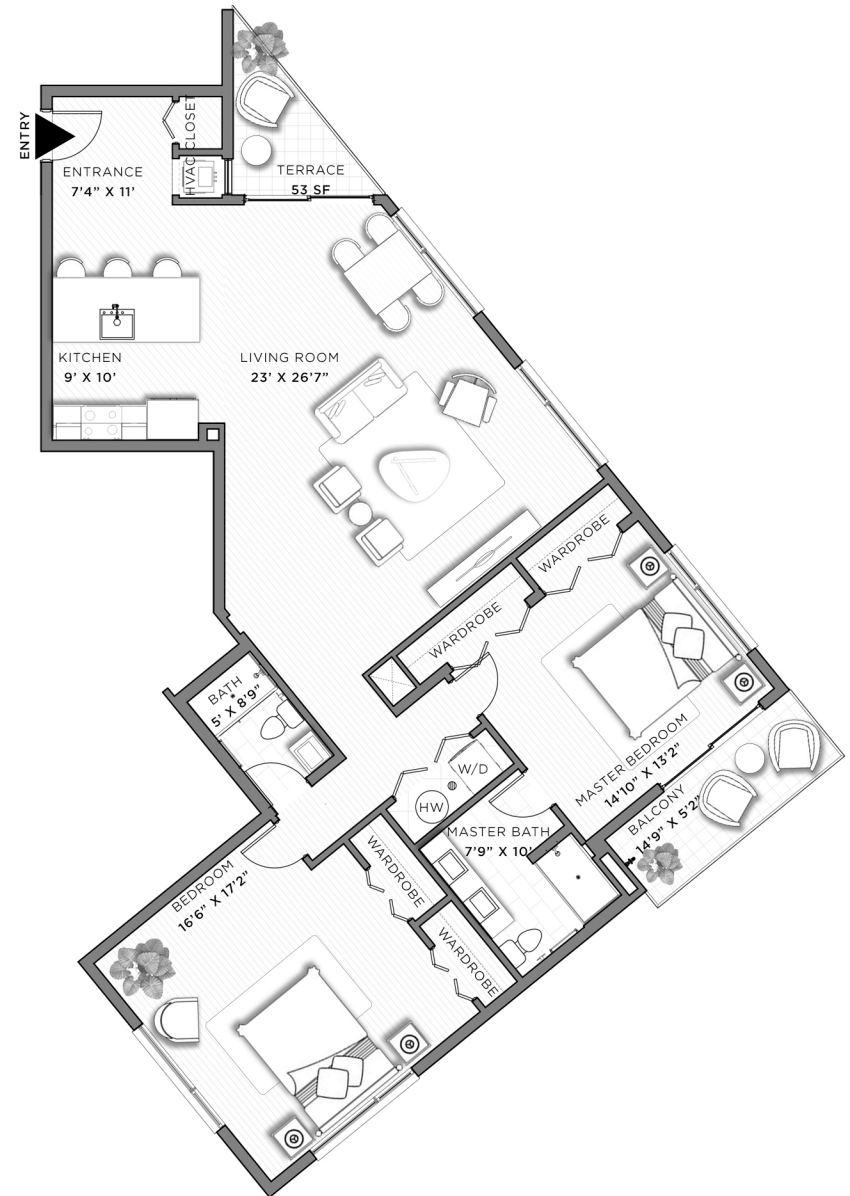 ENTRY
HVAC CLOSET
ENTRANCE
7'4” X 11'
TERRACE
53 SF
KITCHEN
9' X 10'
LIVING ROOM
23' X 26'7”
WARDROBE
WARDROBE
BATH
5' X 8'9”
MASTER BEDROOM
14'10” X 13'2”
W/D
HW
BALCONY
14'9” X 5'2”
MASTER BATH
7'9” X 10'
BEDROOM
16'6” X 17'2”
WARDROBE
WARDROBE